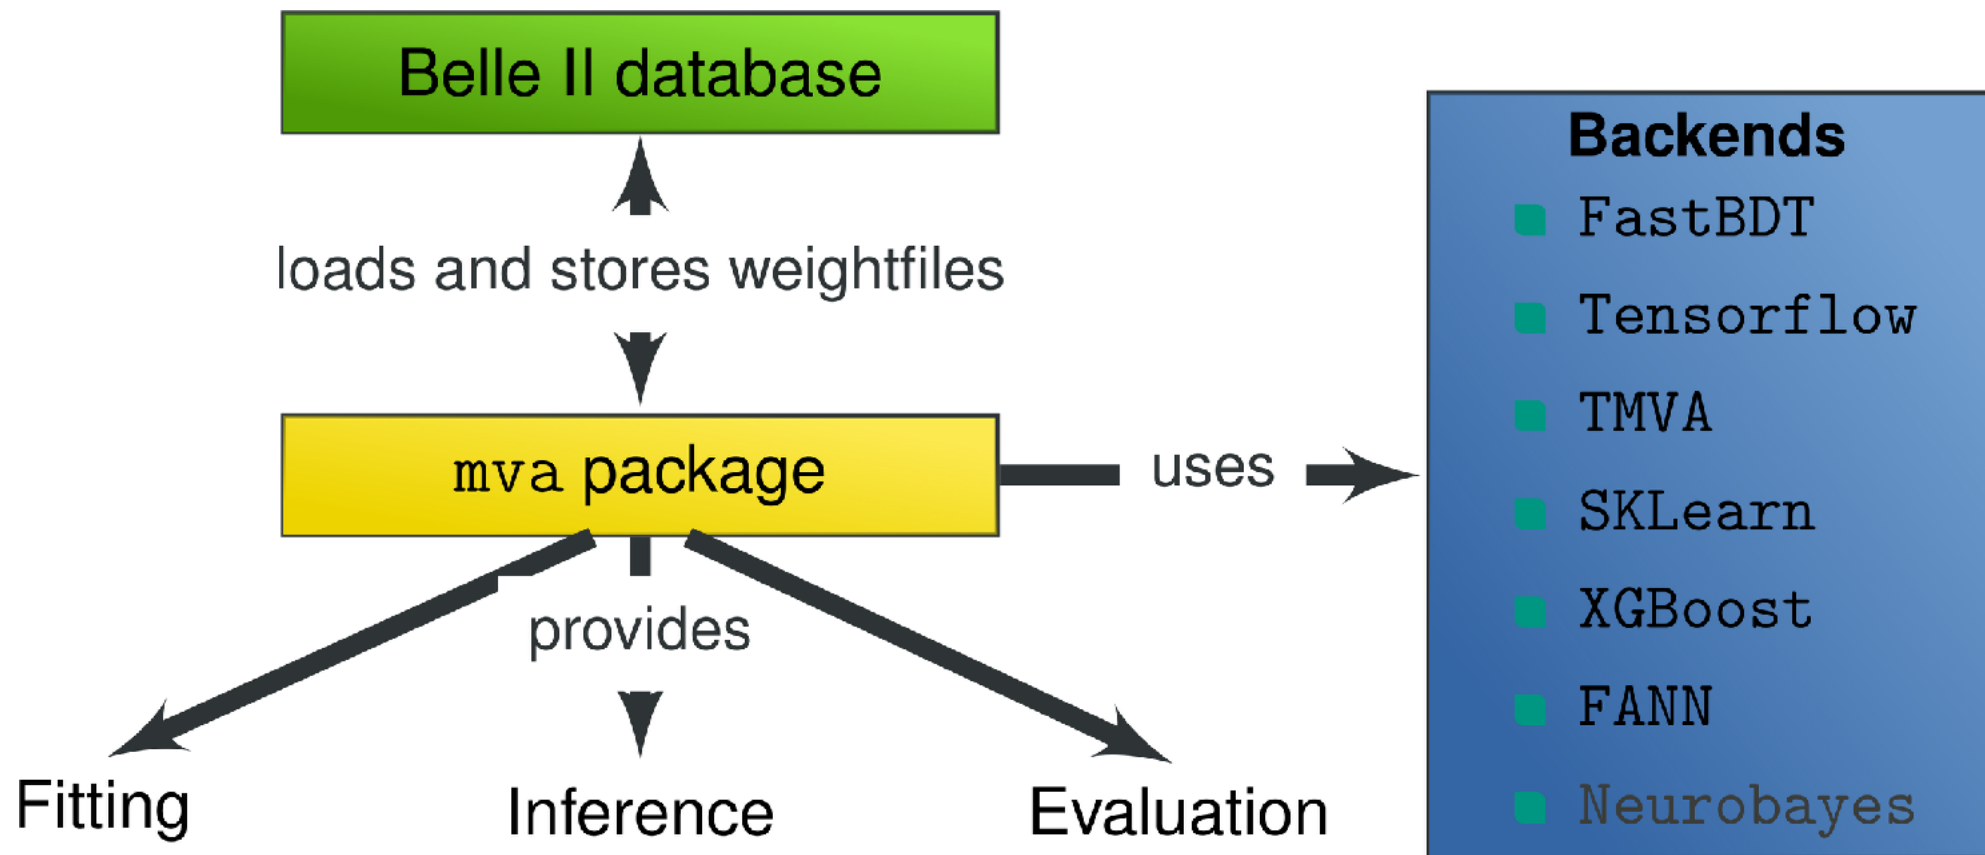 Belle II database
loads and stores weightfiles
mva package
uses
provides
Fitting
Inference
Evaluation
Backends
FastBDT
Tensorflow
TMVA
SKLearn
XGBoost
FANN
Neurobayes